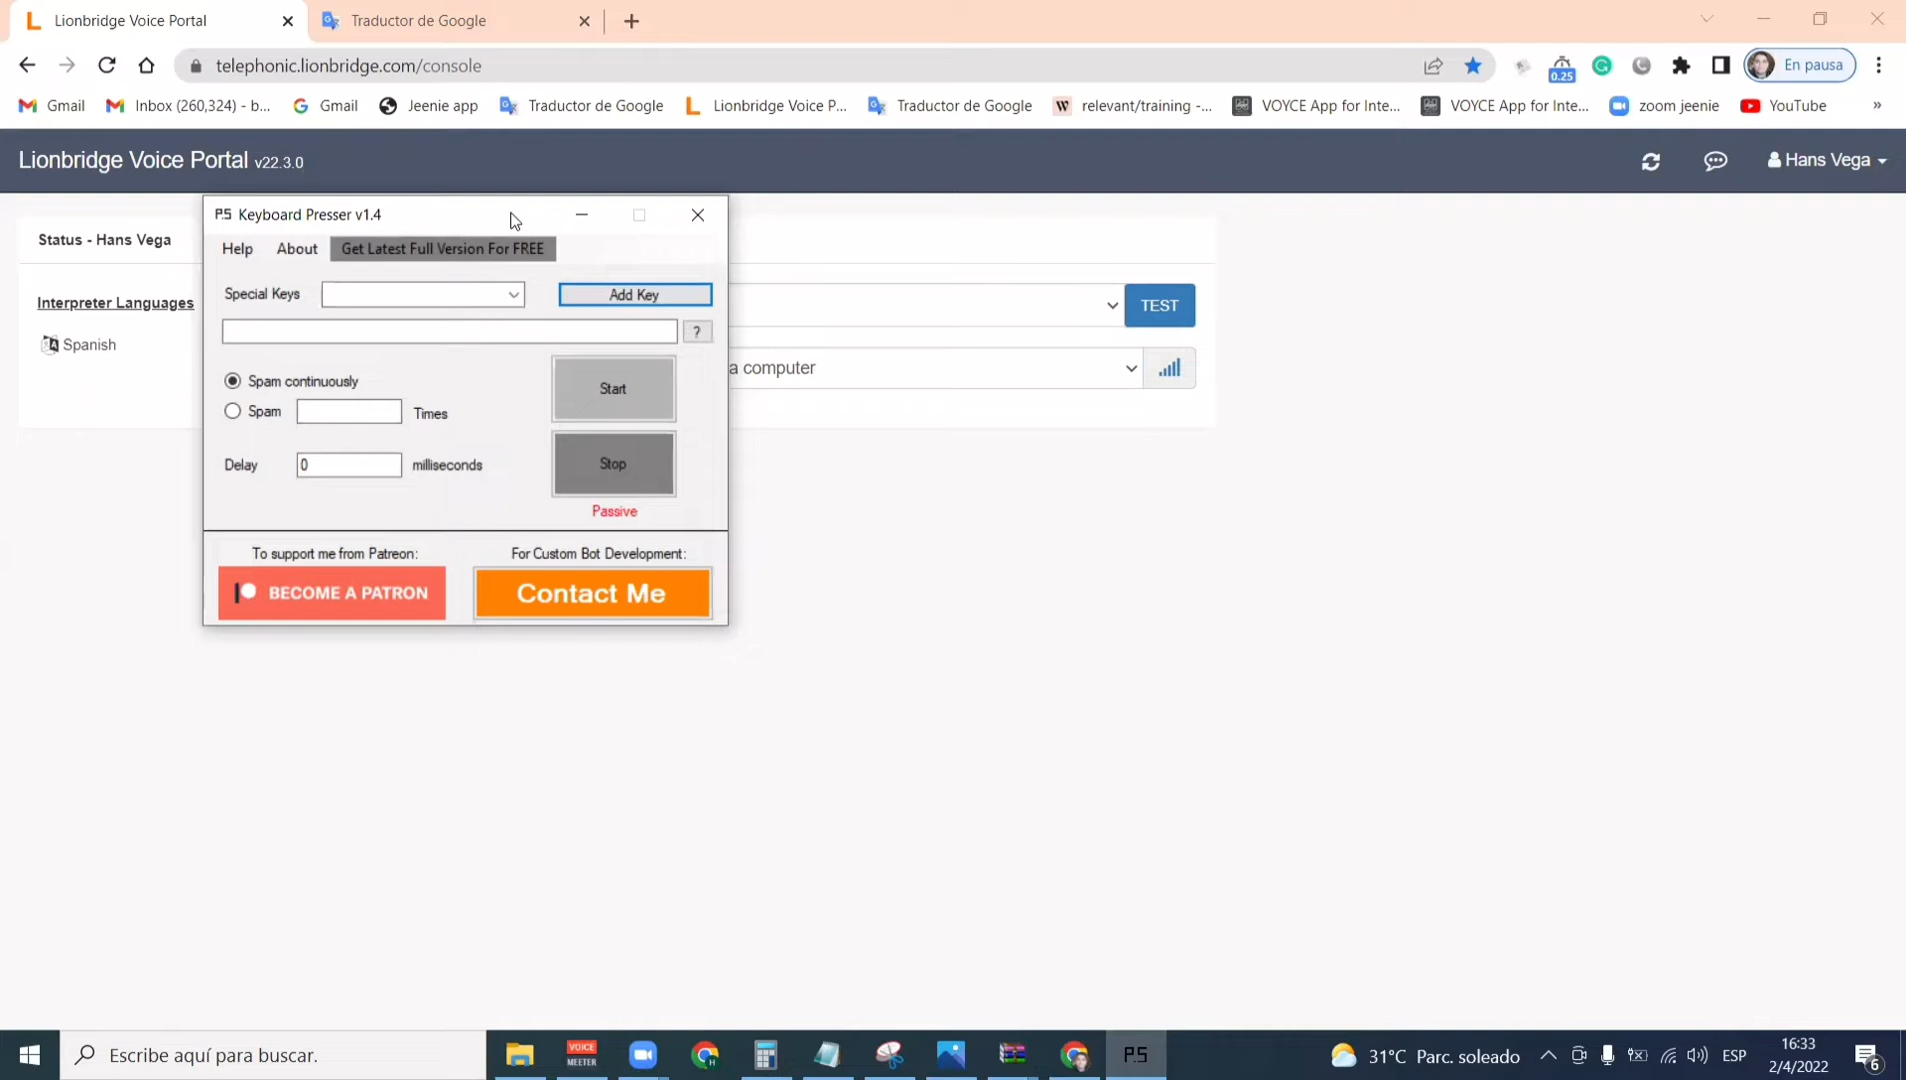 Lionbridge Voice Portal
Traductor de Google
telephonic.lionbridge.com/console
0.25
En pausa
Gmail
Inbox (260,324) - b...
Gmail
Jeenie app
Traductor de Google
Lionbridge Voice P...
Traductor de Google
relevant/training -...
VOYCE App for Inte...
VOYCE App for Inte...
zoom jeenie
YouTube
»
Lionbridge Voice Portal v22.3.0
Hans Vega
Status - Hans Vega
Interpreter Languages
Spanish
P.S Keyboard Presser v1.4
Help
About
Get Latest Full Version For FREE
Special Keys
Add Key
?
Spam continuously
Spam
Times
Delay
0
milliseconds
Start
Stop
Passive
To support me from Patreon:
For Custom Bot Development:
BECOME A PATRON
Contact Me
TEST
a computer
Escribe aquí para buscar.
VOICE
MEETER
P.S
31°C Parc. soleado
ESP
16:33
2/4/2022
6